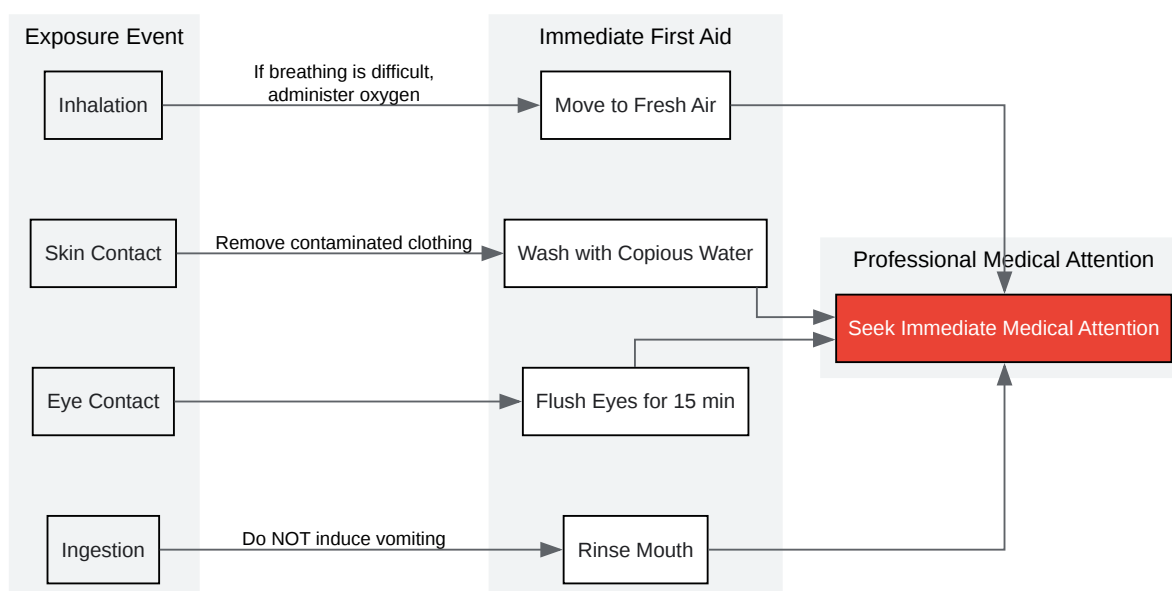 Exposure Event
Immediate First Aid
Inhalation
If breathing is difficult,
administer oxygen
Move to Fresh Air
Skin Contact
Remove contaminated clothing
Wash with Copious Water
Professional Medical Attention
Seek Immediate Medical Attention
Eye Contact
Flush Eyes for 15 min
Ingestion
Do NOT induce vomiting
Rinse Mouth